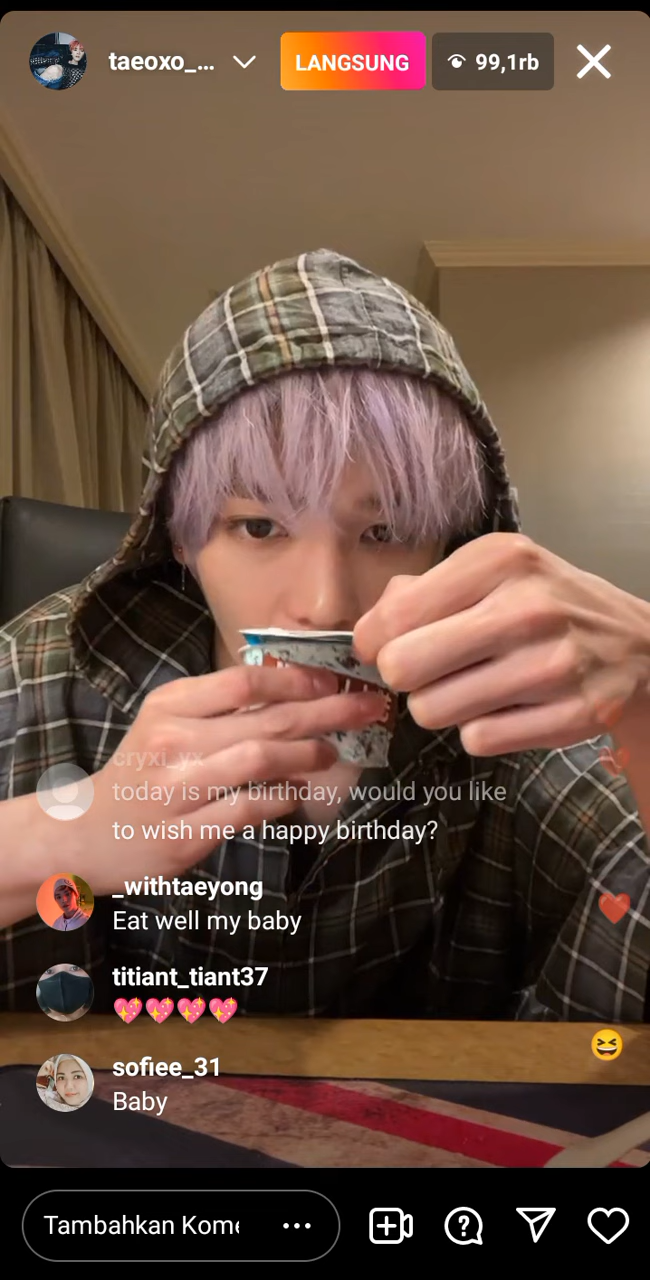 taeoxo_...
LANGSUNG
99,1rb
cryxi_yx
today is my birthday, would you like
to wish me a happy birthday?
_withtaeyong
Eat well my baby
titiant_tiant37
💖💖💖💖
sofiee_31
Baby
Tambahkan Kome